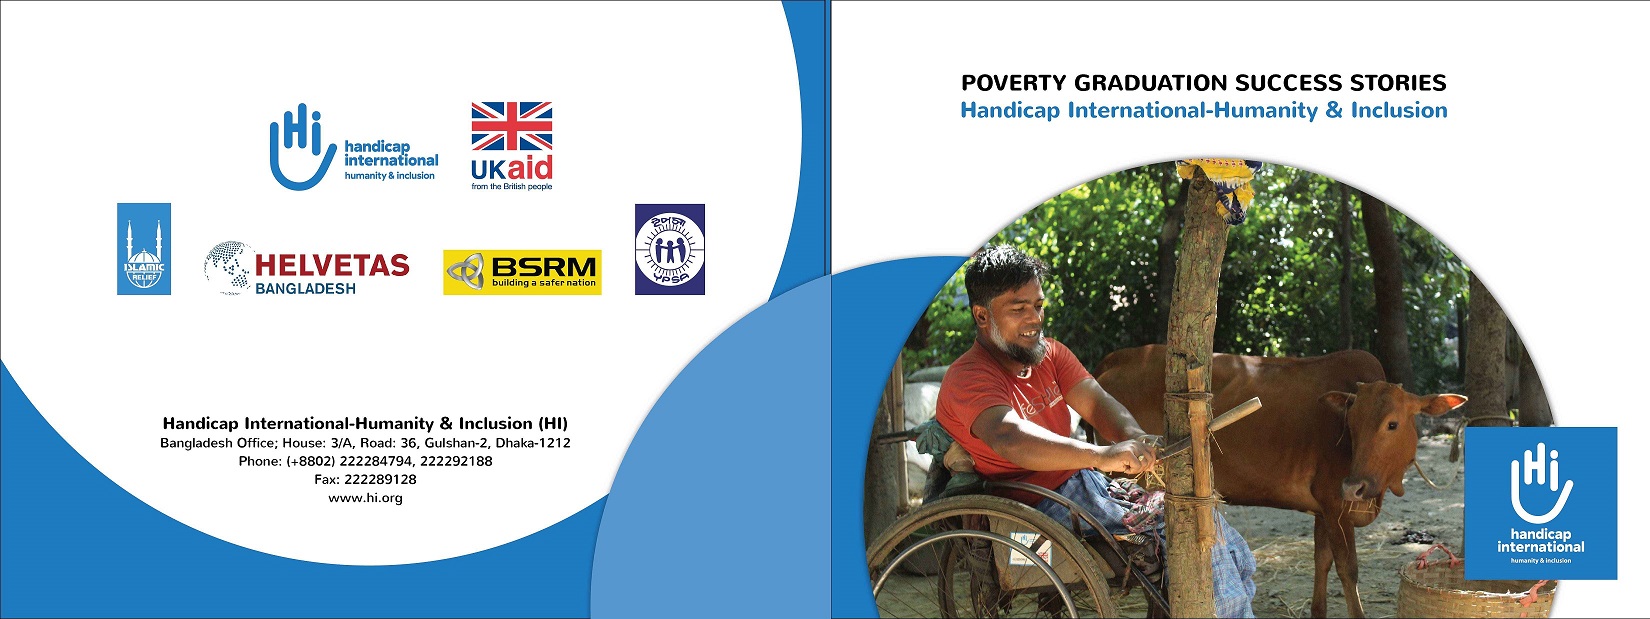 handicap
international
humanity & inclusion
UKaid
from the British people
ISLAMIC
RELIEF
HELVETAS
BANGLADESH
BSRM
building a safer nation
ইপসা
YPSA
Handicap International-Humanity & Inclusion (HI)
Bangladesh Office; House: 3/A, Road: 36, Gulshan-2, Dhaka-1212
Phone: (+8802) 222284794, 222292188
Fax: 222289128
www.hi.org
POVERTY GRADUATION SUCCESS STORIES
Handicap International-Humanity & Inclusion
Hi
handicap
international
humanity & inclusion